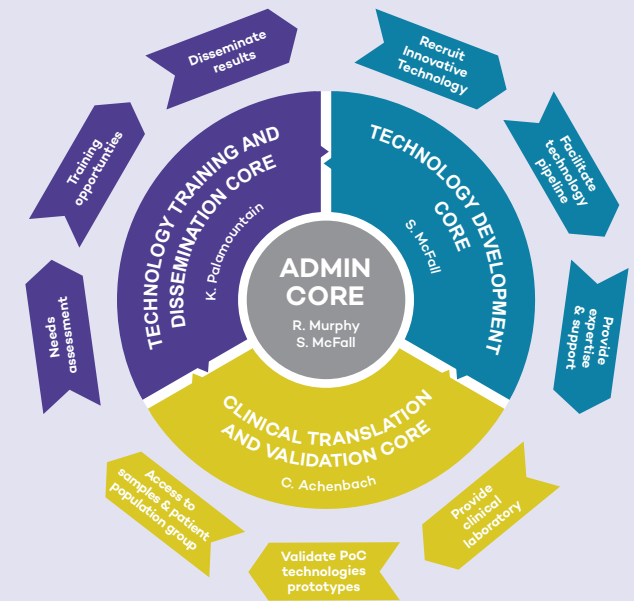 Disseminate
results
Recruit
Innovative
Technology
Training
opportunties
Facilitate
technology
pipeline
TECHNOLOGY TRAINING AND
DISSEMINATION CORE
K. Palamountain
TECHNOLOGY DEVELOPMENT
CORE
S. McFall
ADMIN
CORE
R. Murphy
S. McFall
Needs
assessment
Provide
expertise
& support
CLINICAL TRANSLATION
AND VALIDATION CORE
C. Achenbach
Access to
samples & patient
population group
Validate PoC
technologies
prototypes
Provide
clinical
laboratory